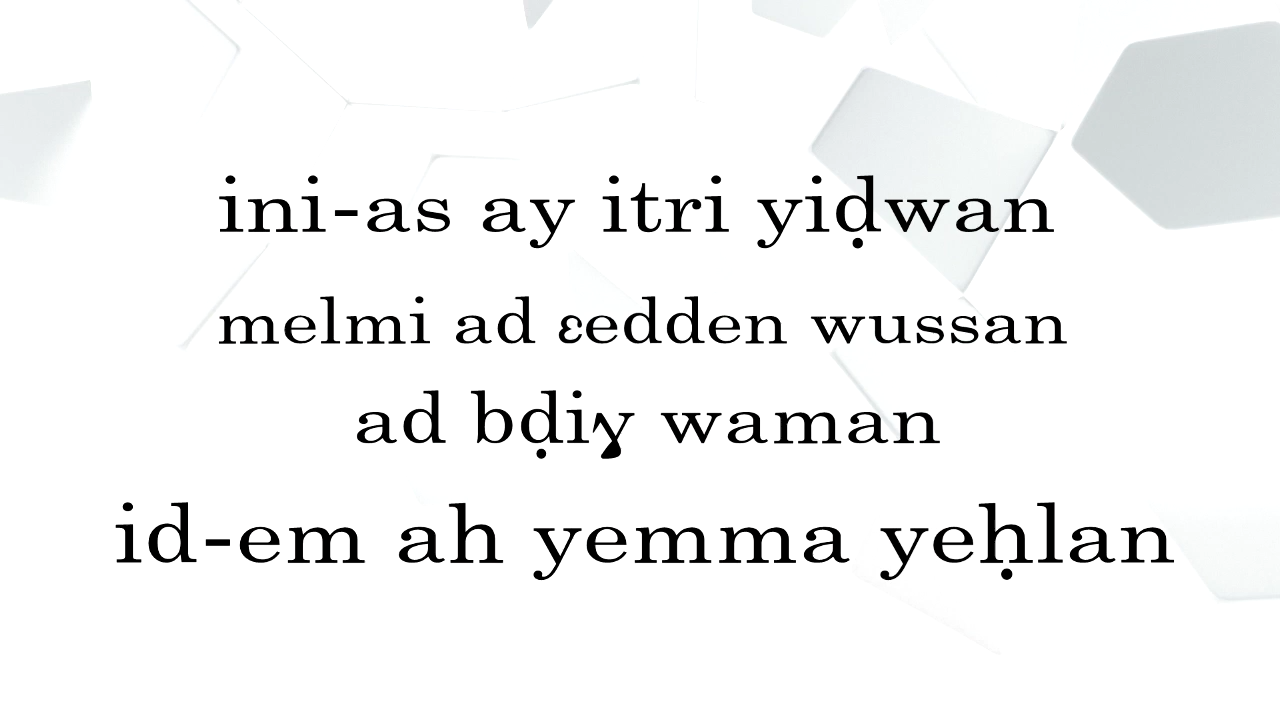 ini-as ay itri yiḍwan
melmi ad ɛedden wussan
ad bḍiɣ waman
id-em ah yemma yeḥlan